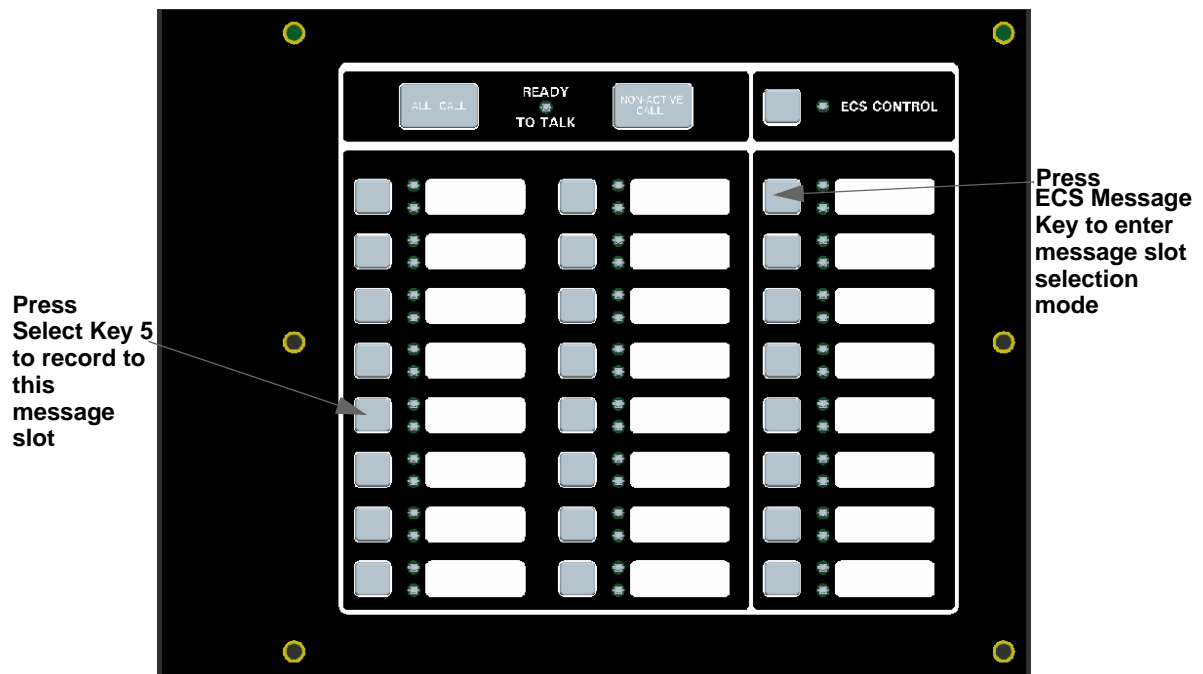 ALL CALL
READY
TO TALK
NON-ACTIVE
CALL
ECS CONTROL
Press
ECS Message
Key to enter
message slot
selection
mode
Press
Select Key 5
to record to
this
message
slot